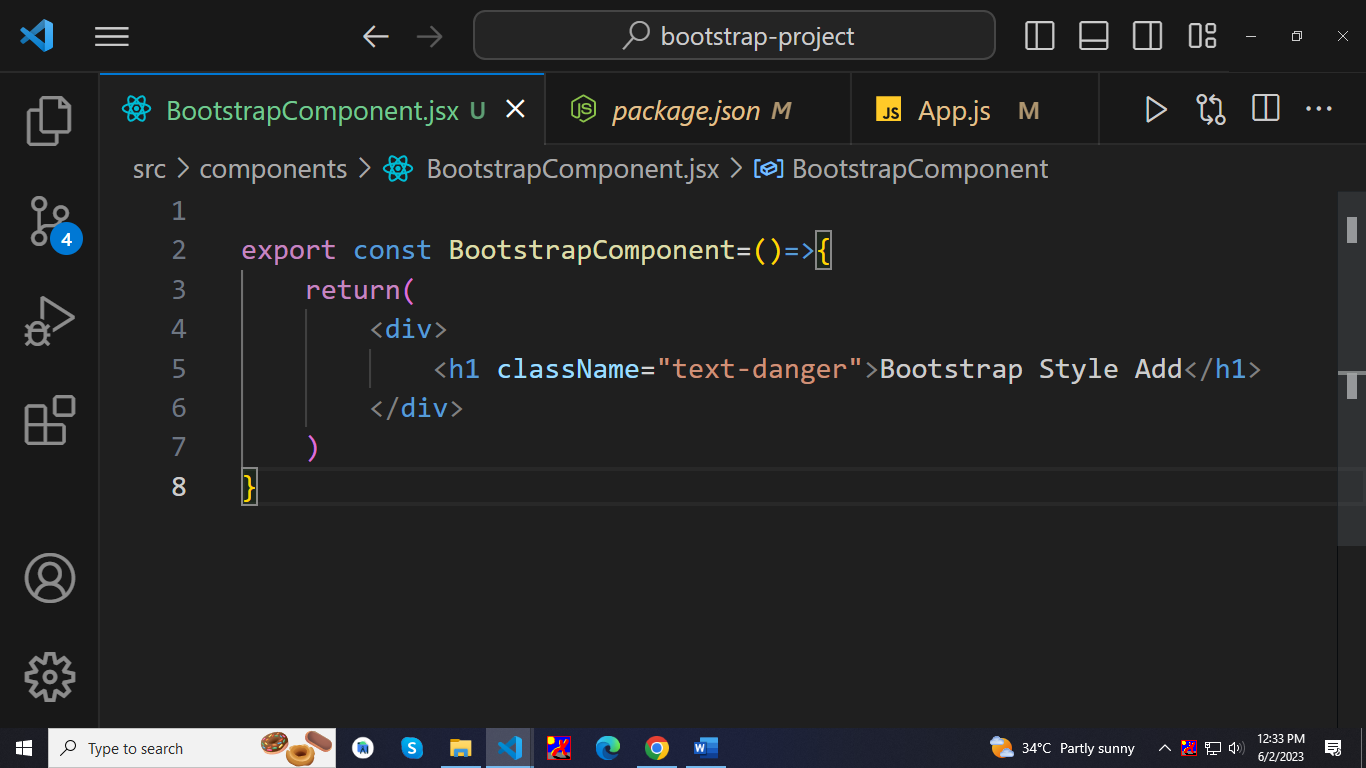 bootstrap-project
BootstrapComponent.jsx U
package.json M
JS App.js M
src > components > BootstrapComponent.jsx > BootstrapComponent
4
1
2 export const BootstrapComponent=()=>{
3 return(
4 <div>
5 <h1 className="text-danger">Bootstrap Style Add</h1>
6 </div>
7 )
8 }
Type to search
34°C Partly sunny
12:33 PM
6/2/2023